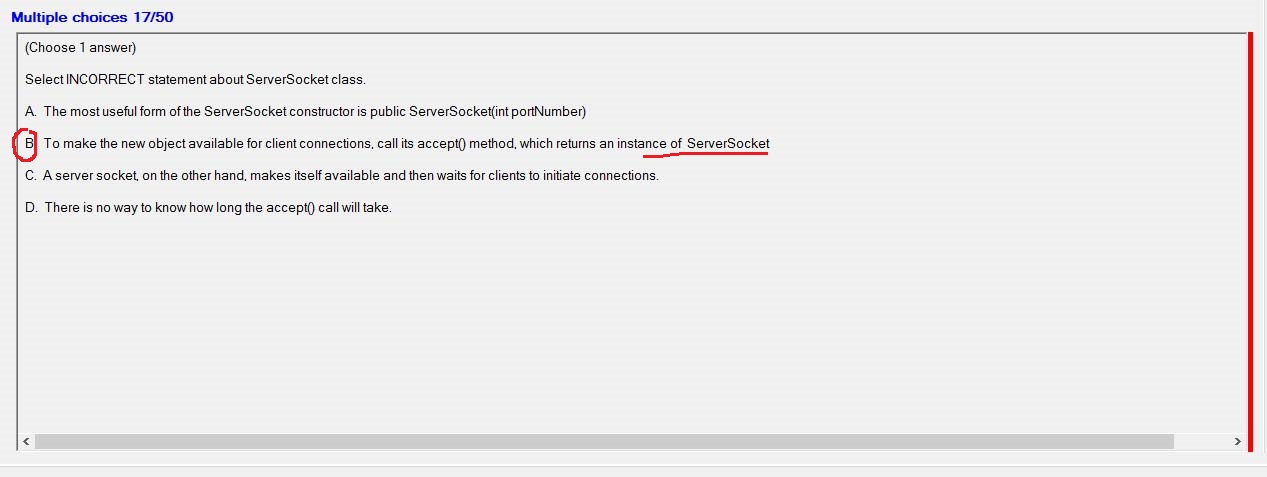 Multiple choices 17/50
(Choose 1 answer)
Select INCORRECT statement about ServerSocket class.
A. The most useful form of the ServerSocket constructor is public ServerSocket(int portNumber)
B. To make the new object available for client connections, call its accept() method, which returns an instance of ServerSocket
C. A server socket, on the other hand, makes itself available and then waits for clients to initiate connections.
D. There is no way to know how long the accept() call will take.